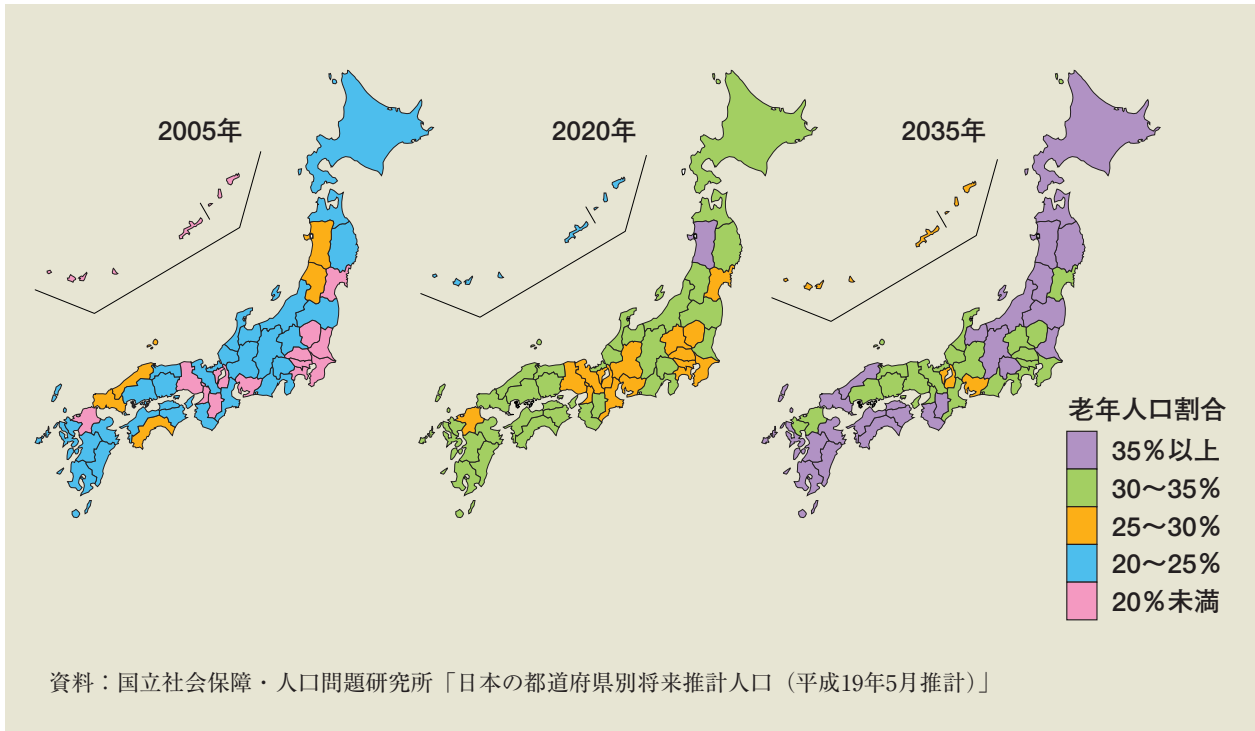 2005年
2020年
2035年
老年人口割合
35%以上
30～35%
25～30%
20～25%
20%未満
資料：国立社会保障・人口問題研究所「日本の都道府県別将来推計人口（平成19年5月推計）」